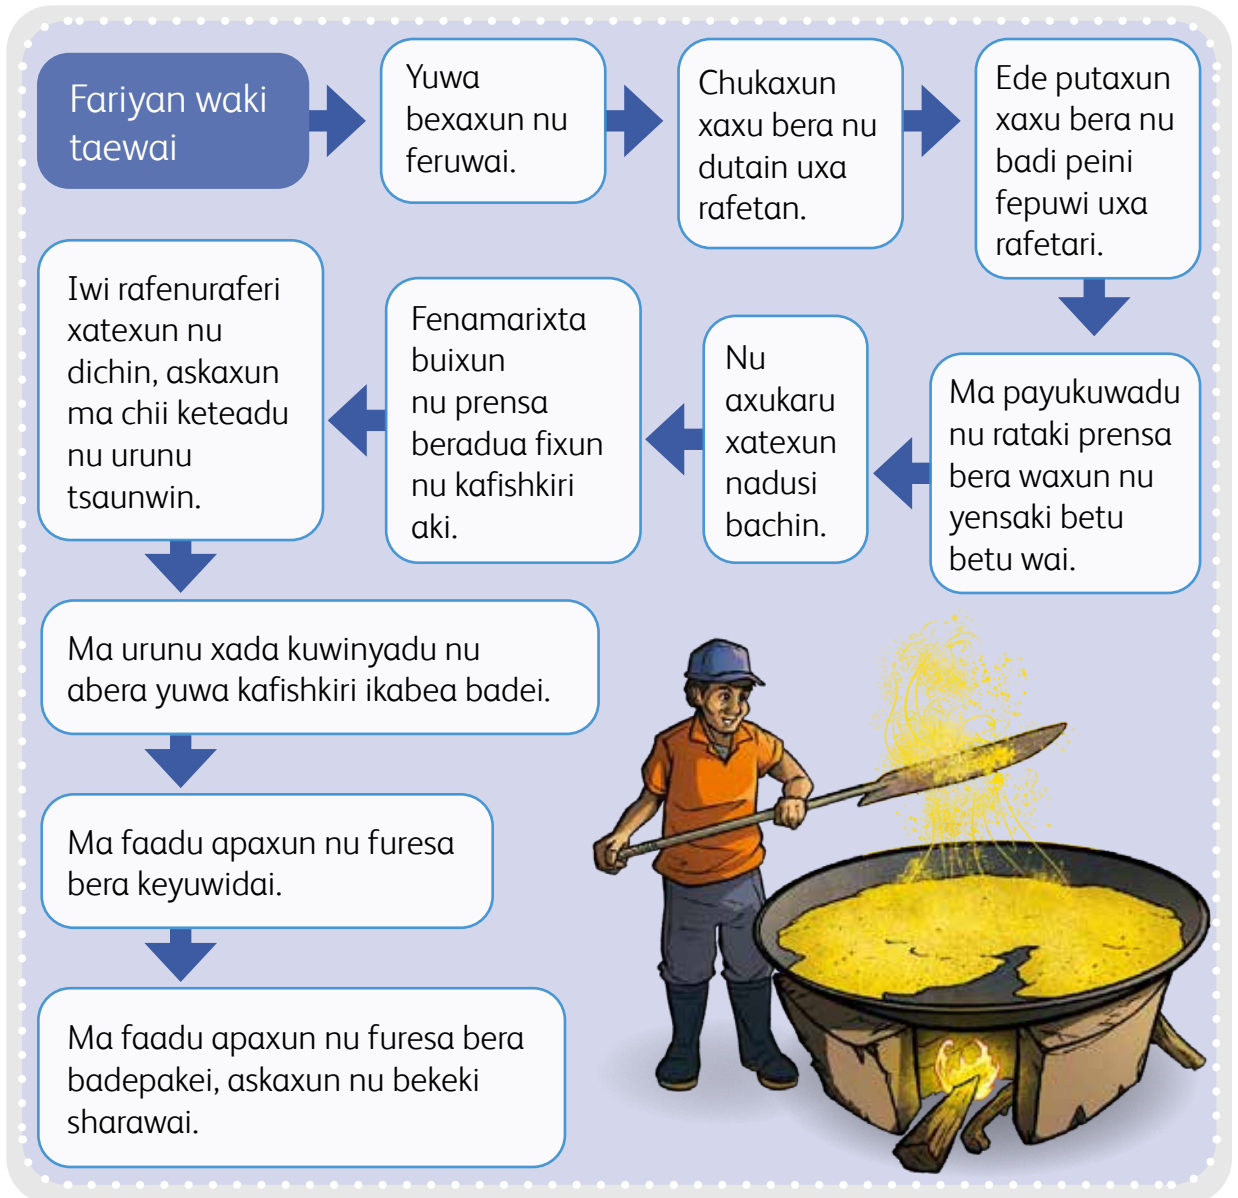 Fariyan waki
taewai
Yuwa
bexaxun nu
feruwai.
Chukaxun
xaxu bera nu
dutain uxa
rafetan.
Ede putaxun
xaxu bera nu
badi peini
fepuwi uxa
rafetari.
Ma payukuwadu
nu rataki prensa
bera waxun nu
yensaki betu
betu wai.
Nu
axukaru
xatexun
nadusi
bachin.
Fenamarixta
buixun
nu prensa
beradua fixun
nu kafishkiri
aki.
Iwi rafenuraferi
xatexun nu
dichin, askaxun
ma chii keteadu
nu urunu
tsaunwin.
Ma urunu xada kuwinyadu nu
abera yuwa kafishkiri ikabea badei.
Ma faadu apaxun nu furesa
bera keyuwidai.
Ma faadu apaxun nu furesa bera
badepakei, askaxun nu bekeki
sharawai.